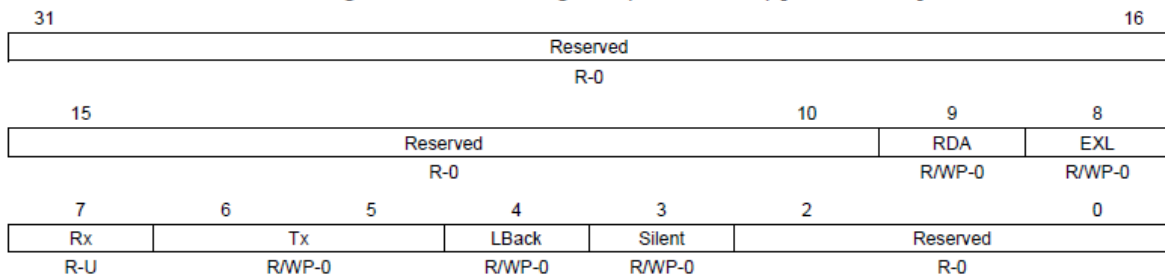 31 16
Reserved
R-0
15 10 9 8
Reserved RDA EXL
R-0 R/WP-0 R/WP-0
7 6 5 4 3 2 0
Rx Tx LBack Silent Reserved
R-U R/WP-0 R/WP-0 R/WP-0 R-0